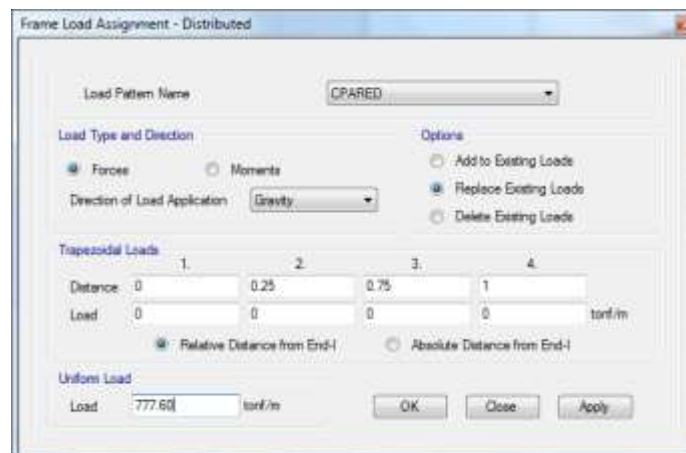 Frame Load Assignment - Distributed
Load Pattern Name CPARED
Load Type and Direction
Forces Moments
Direction of Load Application Gravity
Options
Add to Existing Loads
Replace Existing Loads
Delete Existing Loads
Trapezoidal Loads
1. 2. 3. 4.
Distance 0 0.25 0.75 1
Load 0 0 0 0 tonf/m
Relative Distance from End-I Absolute Distance from End-I
Uniform Load
Load 777.60 tonf/m
OK Close Apply